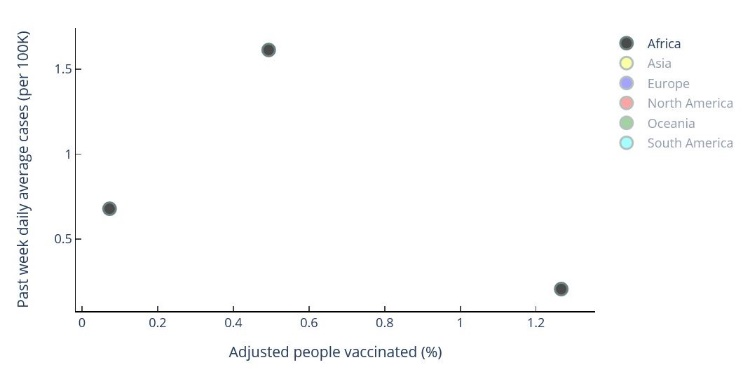 Past week daily average cases (per 100K)
1.5
1
0.5
0
0.2
0.4
0.6
0.8
1
1.2
Adjusted people vaccinated (%)
Africa
Asia
Europe
North America
Oceania
South America